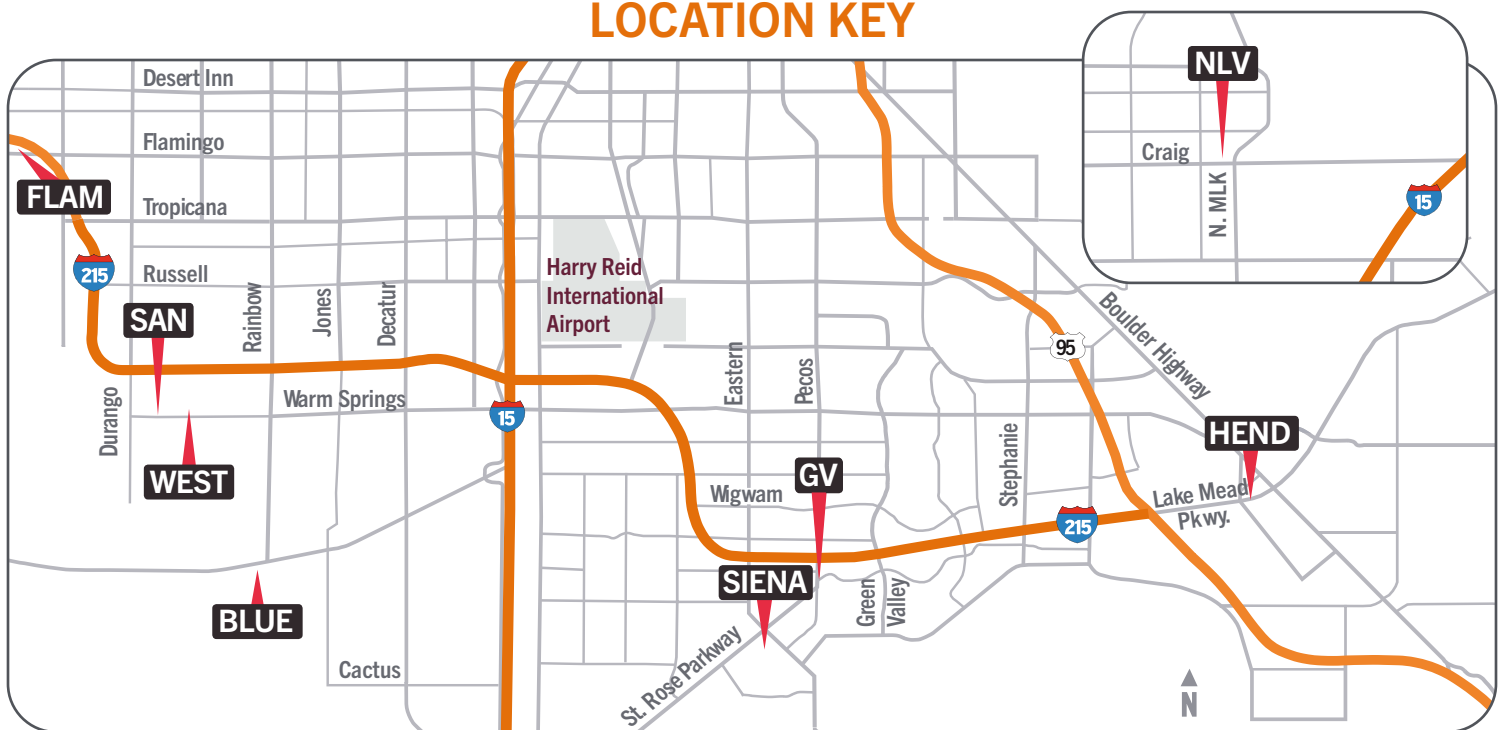 LOCATION KEY
NLV
Craig
N. MLK
15
Desert Inn
Flamingo
FLAM
Tropicana
215
Russell
Harry Reid
International
Airport
SAN
Rainbow
Jones
Decatur
Durango
Warm Springs
15
WEST
Eastern
Pecos
95
Boulder Highway
HEND
GV
Stephanie
Wigwam
Lake Mead
Pkwy.
215
SIENA
Green
Valley
BLUE
Cactus
St. Rose Parkway
N